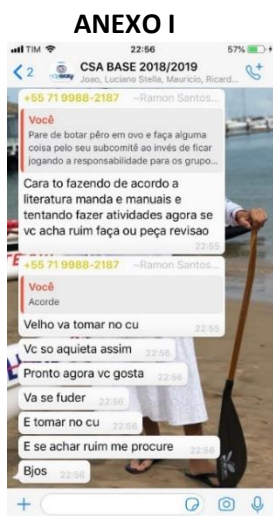 ANEXO I
TIM 22:56 57%
2 CSA BASE 2018/2019
Joao, Luciano Stella, Mauricio, Ricard...
+55 71 9988-2187 ~Ramon Santos...
Você
Pare de botar pêro em ovo e faça alguma
coisa pelo seu subcomitê ao invés de ficar
jogando a responsabilidade para os grupo...
Cara to fazendo de acordo a
literatura manda e manuais e
tentando fazer atividades agora se
vc acha ruim faça ou peça revisao
22:55
+55 71 9988-2187 ~Ramon Santos...
Você
Acorde
Velho va tomar no cu 22:55
Vc so aquieta assim 22:56
Pronto agora vc gosta 22:56
Va se fuder 22:56
E tomar no cu 22:56
E se achar ruim me procure 22:56
Bjos 22:56